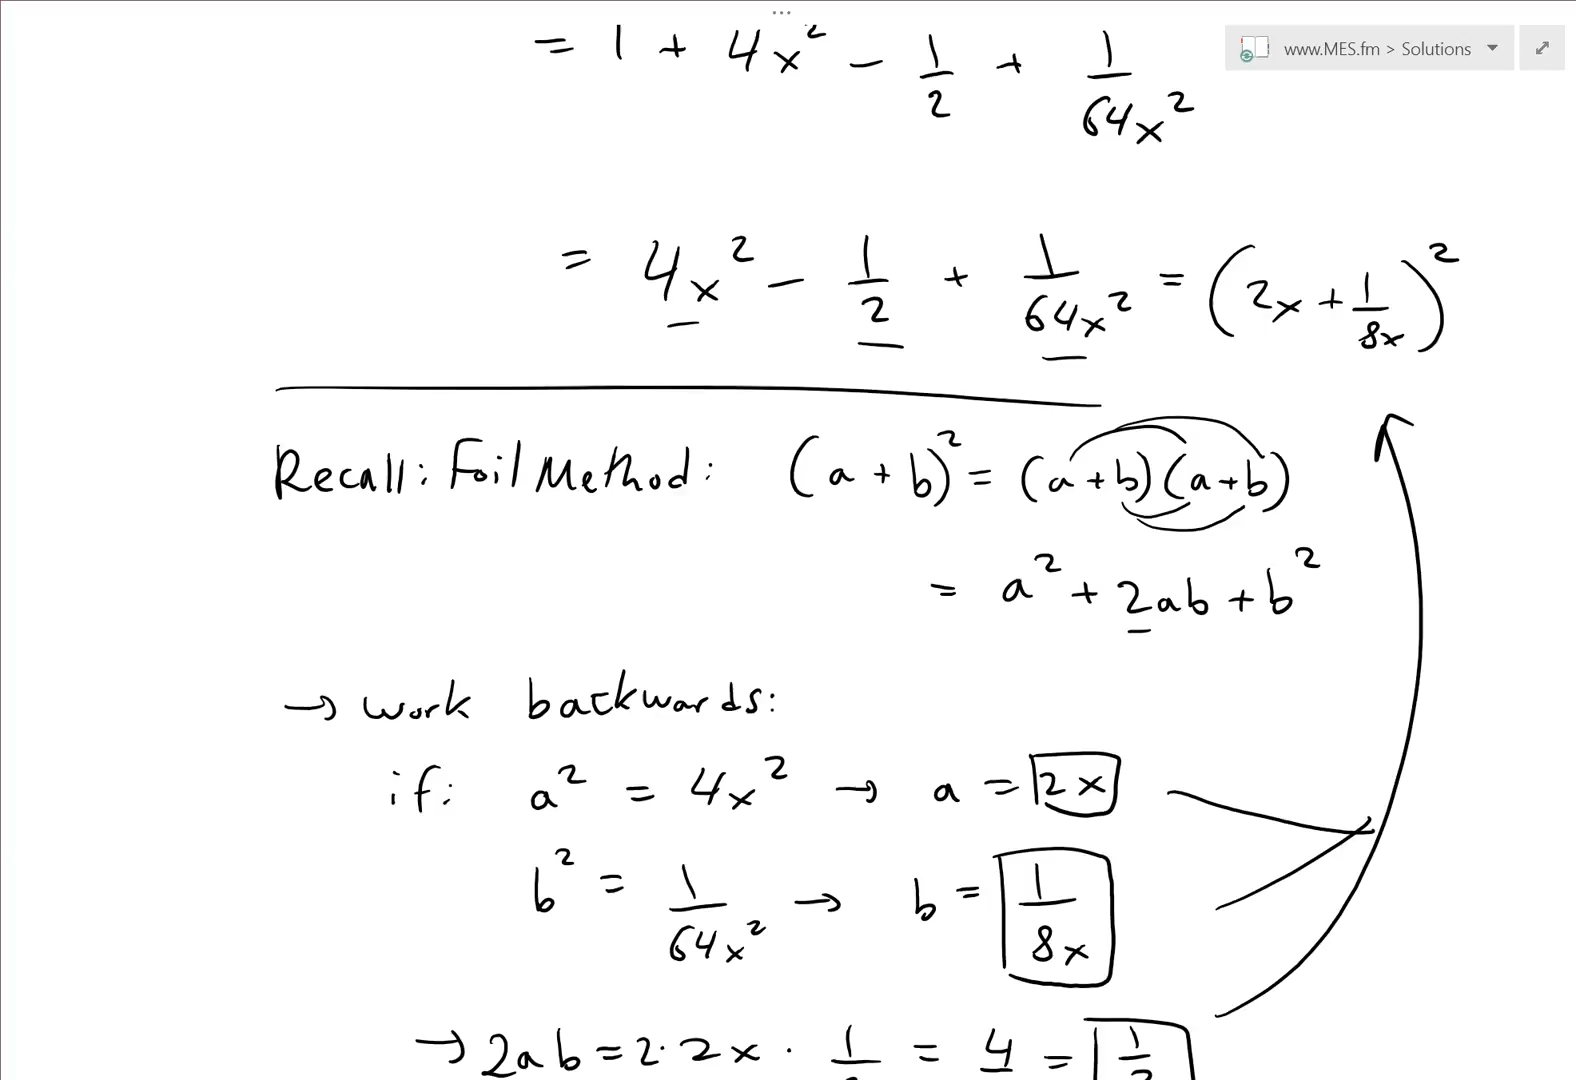 www.MES.fm > Solutions
= 1 + 4x² − 1/2 + 1/(64x²)
= 4x² − 1/2 + 1/(64x²) = (2x + 1/(8x))²
Recall: Foil Method: (a + b)² = (a+b)(a+b)
= a² + 2ab + b²
→ work backwards:
if: a² = 4x² → a = 2x
b² = 1/(64x²) → b = 1/(8x)
→ 2ab = 2·2x · 1/ = 4 = 1/